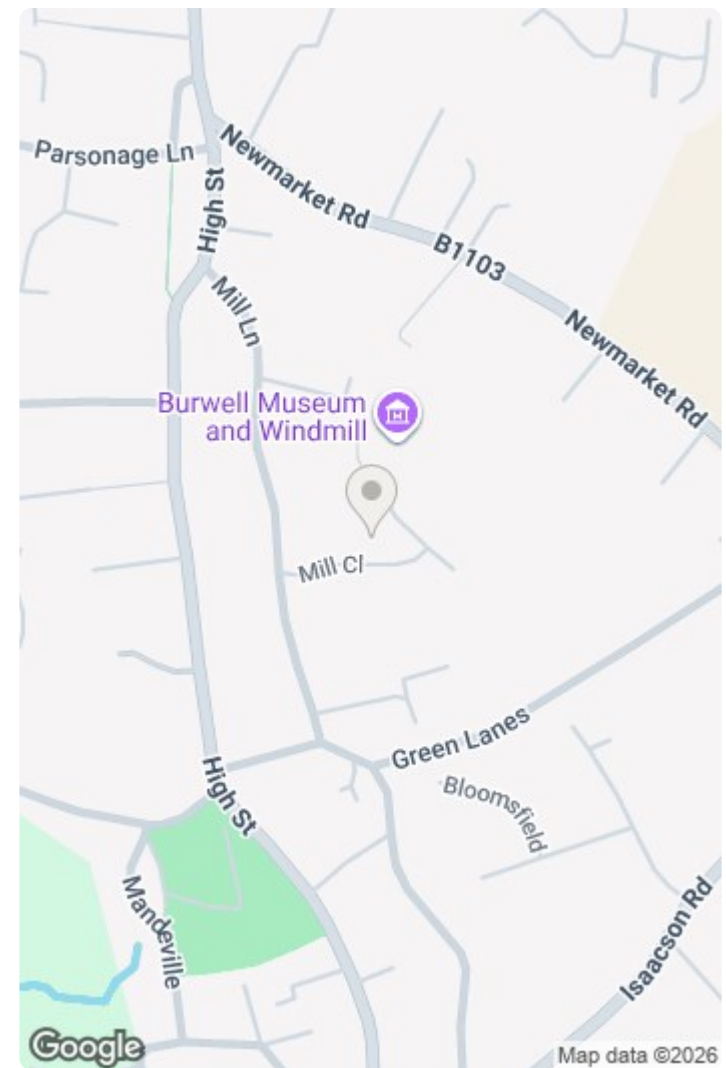 Parsonage Ln
High St
Newmarket Rd
B1103
Newmarket Rd
Mill Ln
Burwell Museum
and Windmill
Mill Cl
Green Lanes
Bloomsfield
High St
Mandeville
Isaacson Rd
Google
Map data ©2026